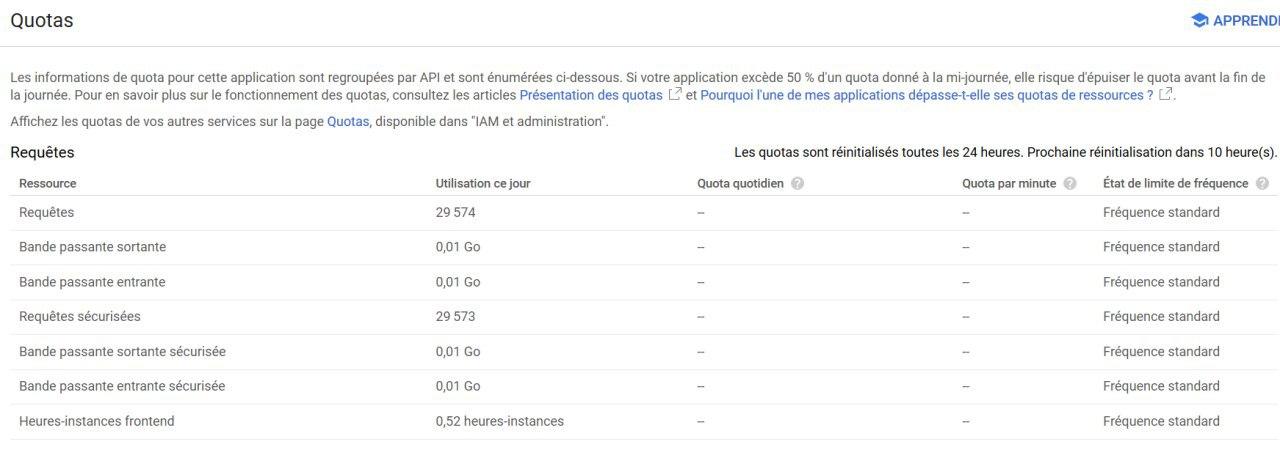 Quotas
APPREND
Les informations de quota pour cette application sont regroupées par API et sont énumérées ci-dessous. Si votre application excède 50 % d'un quota donné à la mi-journée, elle risque d'épuiser le quota avant la fin de
la journée. Pour en savoir plus sur le fonctionnement des quotas, consultez les articles Présentation des quotas et Pourquoi l'une de mes applications dépasse-t-elle ses quotas de ressources ? .
Affichez les quotas de vos autres services sur la page Quotas, disponible dans "IAM et administration".
Requêtes Les quotas sont réinitialisés toutes les 24 heures. Prochaine réinitialisation dans 10 heure(s).
Ressource Utilisation ce jour Quota quotidien ? Quota par minute ? État de limite de fréquence ?
Requêtes 29 574 -- -- Fréquence standard
Bande passante sortante 0,01 Go -- -- Fréquence standard
Bande passante entrante 0,01 Go -- -- Fréquence standard
Requêtes sécurisées 29 573 -- -- Fréquence standard
Bande passante sortante sécurisée 0,01 Go -- -- Fréquence standard
Bande passante entrante sécurisée 0,01 Go -- -- Fréquence standard
Heures-instances frontend 0,52 heures-instances -- -- Fréquence standard